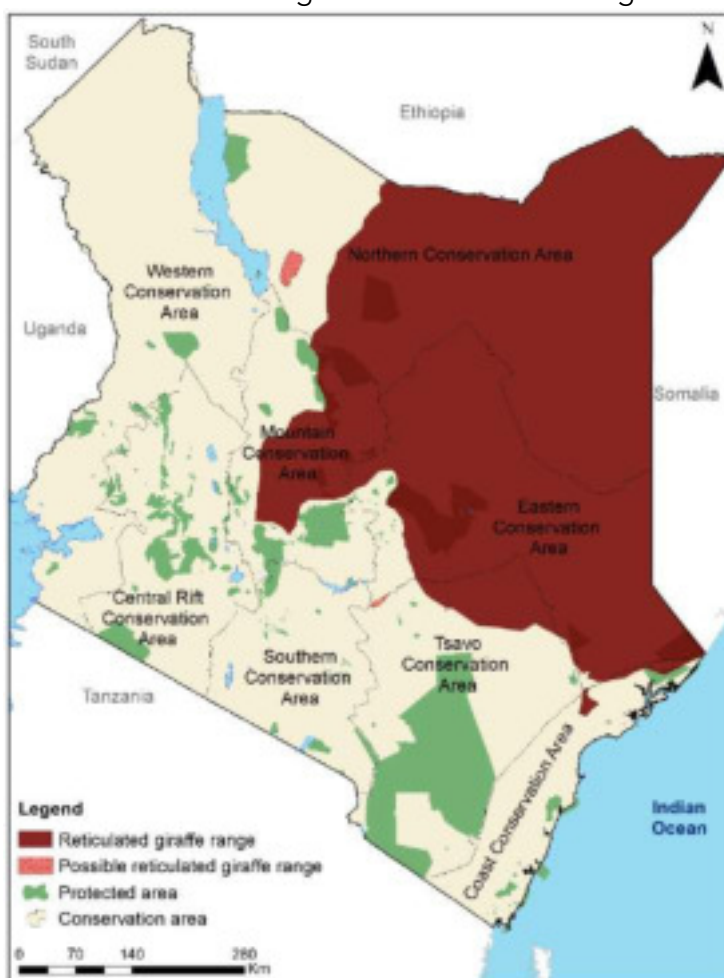 South
Sudan
Ethiopia
N
Northern Conservation Area
Western
Conservation
Area
Uganda
Somalia
Mountain
Conservation
Area
Eastern
Conservation
Area
Central Rift
Conservation
Area
Tsavo
Conservation
Area
Southern
Conservation
Area
Tanzania
Coast Conservation Area
Indian
Ocean
Legend
Reticulated giraffe range
Possible reticulated giraffe range
Protected area
Conservation area
0 70 140 280
Km